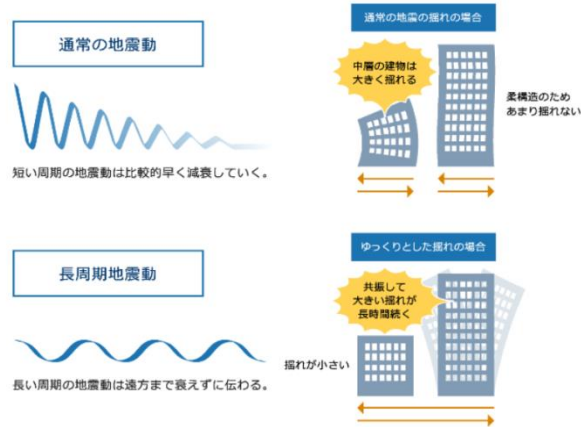 通常の地震動
短い周期の地震動は比較的早く減衰していく。
通常の地震の揺れの場合
中層の建物は
大きく揺れる
柔構造のため
あまり揺れない
長周期地震動
長い周期の地震動は遠方まで衰えずに伝わる。
ゆっくりとした揺れの場合
共振して
大きい揺れが
長時間続く
揺れが小さい